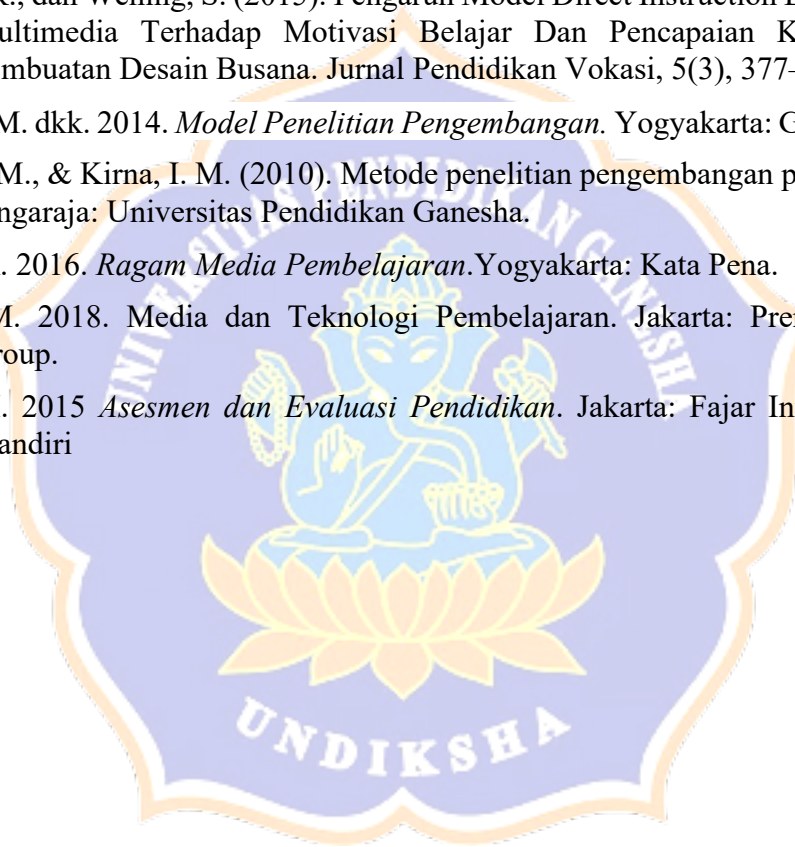 ., dan Wening, S. (2015). Pengaruh Model Direct Instruction
ultimedia Terhadap Motivasi Belajar Dan Pencapaian K
mbuatan Desain Busana. Jurnal Pendidikan Vokasi, 5(3), 377–
M. dkk. 2014. Model Penelitian Pengembangan. Yogyakarta: G
M., & Kirna, I. M. (2010). Metode penelitian pengembangan p
ngaraja: Universitas Pendidikan Ganesha.
. 2016. Ragam Media Pembelajaran.Yogyakarta: Kata Pena.
M. 2018. Media dan Teknologi Pembelajaran. Jakarta: Pre
roup.
. 2015 Asesmen dan Evaluasi Pendidikan. Jakarta: Fajar In
andiri
UNIVERSITAS PENDIDIKAN GANESHA
UNDIKSHA